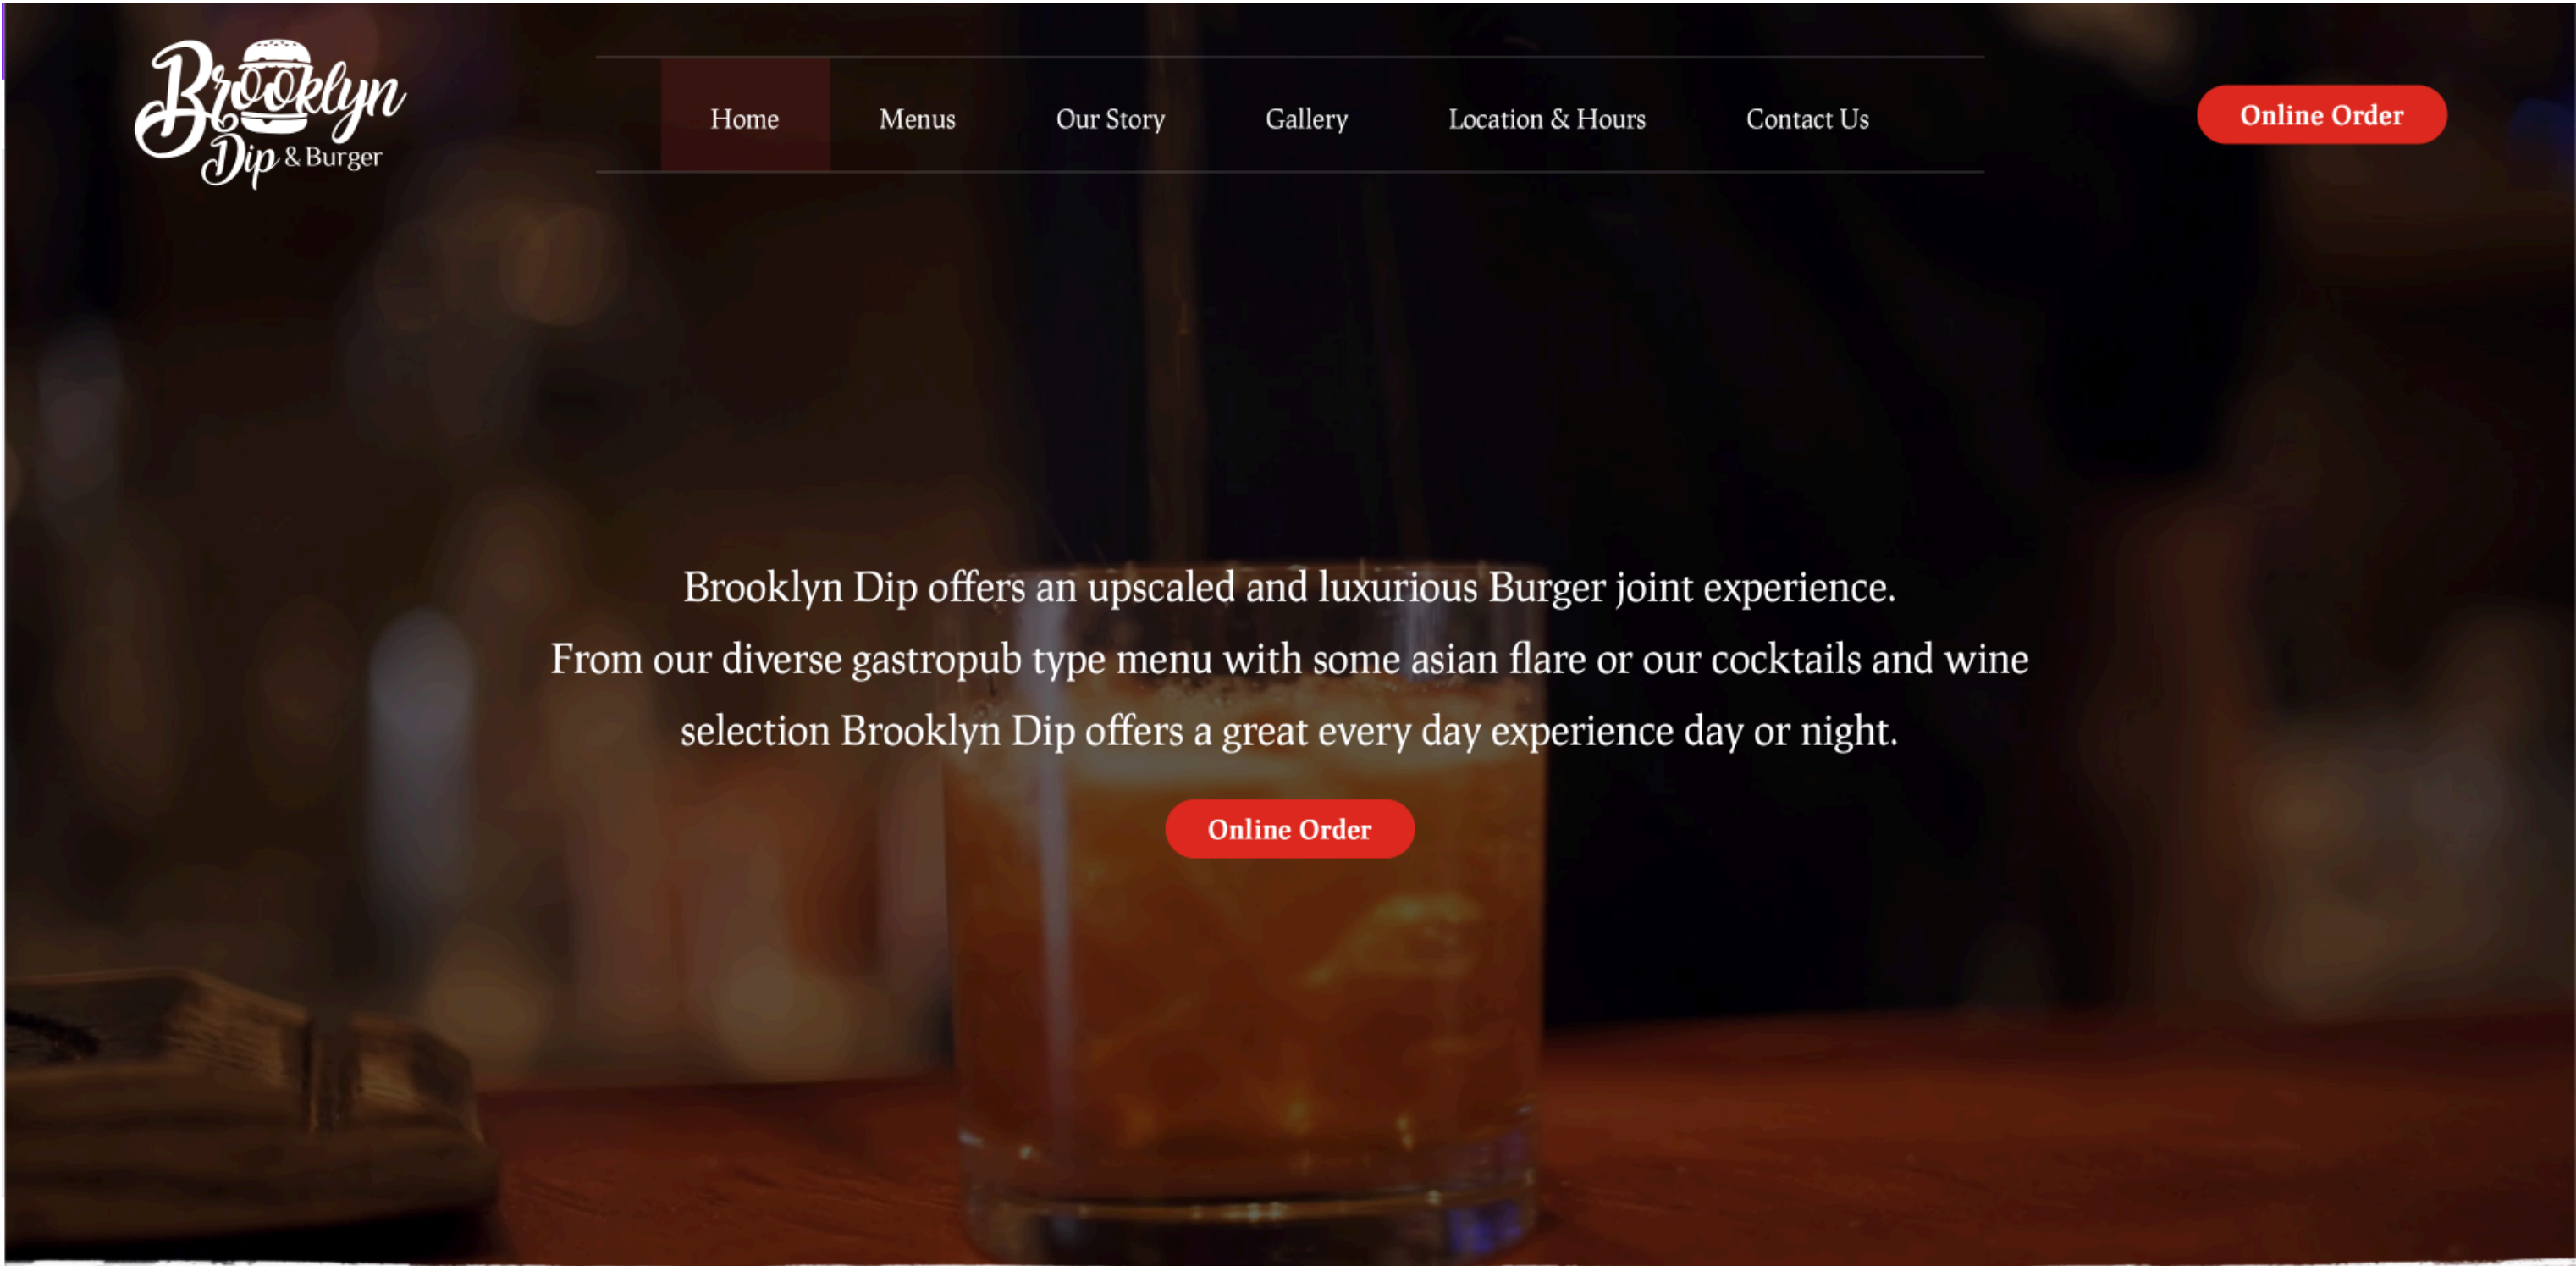 Brooklyn
Dip & Burger
Home Menus Our Story Gallery Location & Hours Contact Us
Online Order
Brooklyn Dip offers an upscaled and luxurious Burger joint experience.
From our diverse gastropub type menu with some asian flare or our cocktails and wine
selection Brooklyn Dip offers a great every day experience day or night.
Online Order